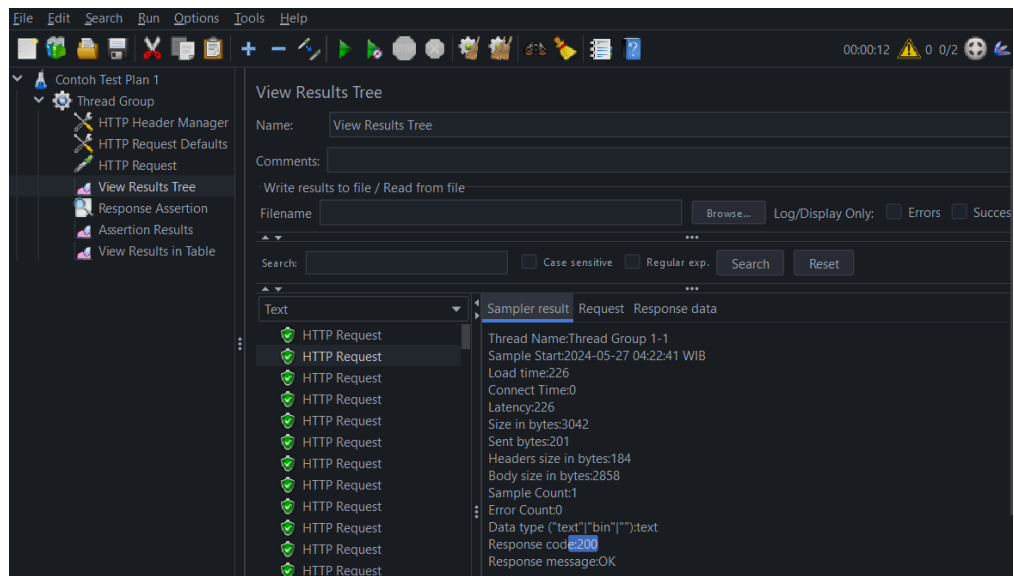 File Edit Search Run Options Tools Help
00:00:12 0 0/2
Contoh Test Plan 1
Thread Group
HTTP Header Manager
HTTP Request Defaults
HTTP Request
View Results Tree
Response Assertion
Assertion Results
View Results in Table
View Results Tree
Name: View Results Tree
Comments:
Write results to file / Read from file
Filename Browse... Log/Display Only: Errors Succes
Search: Case sensitive Regular exp. Search Reset
Text
HTTP Request
HTTP Request
HTTP Request
HTTP Request
HTTP Request
HTTP Request
HTTP Request
HTTP Request
HTTP Request
HTTP Request
HTTP Request
HTTP Request
Sampler result Request Response data
Thread Name:Thread Group 1-1
Sample Start:2024-05-27 04:22:41 WIB
Load time:226
Connect Time:0
Latency:226
Size in bytes:3042
Sent bytes:201
Headers size in bytes:184
Body size in bytes:2858
Sample Count:1
Error Count:0
Data type ("text"|"bin"|""):text
Response code:200
Response message:OK